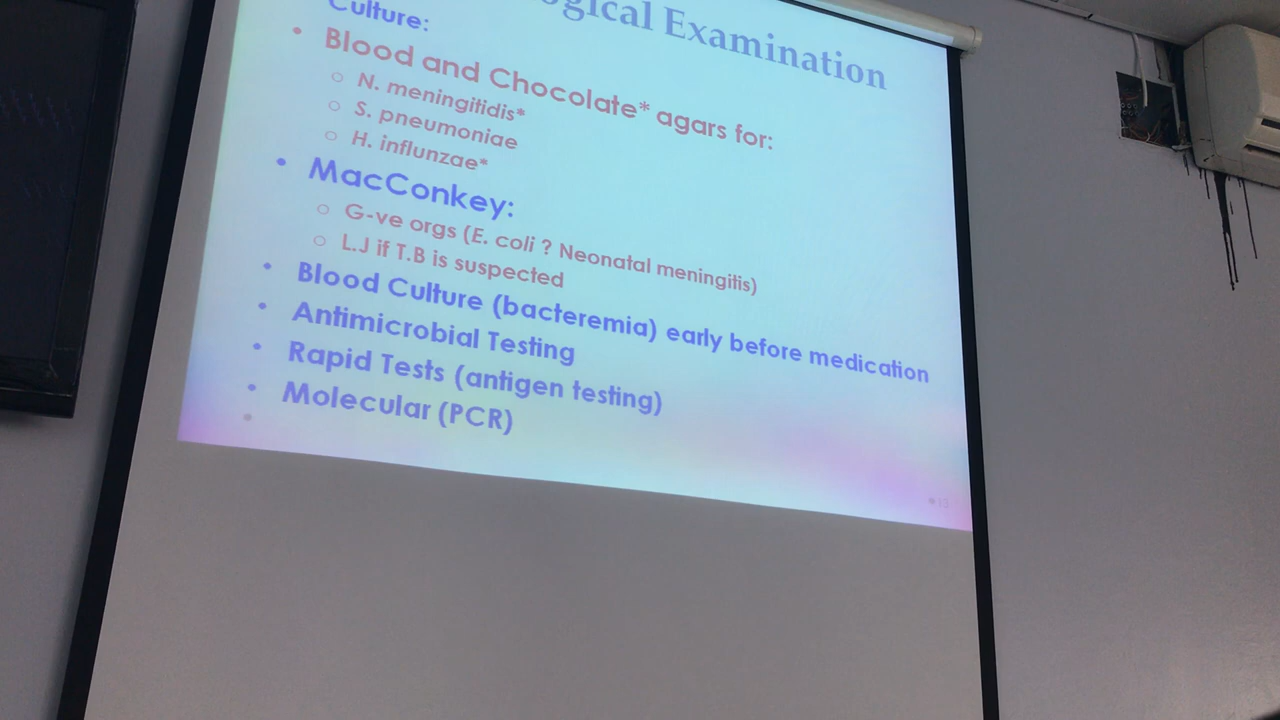 Examination
Culture:
• Blood and Chocolate* agars for:
○ N. meningitidis*
○ S. pneumoniae
○ H. influnzae*
• MacConkey:
○ G-ve orgs (E. coli ? Neonatal meningitis)
○ L.J if T.B is suspected
• Blood Culture (bacteremia) early before medication
• Antimicrobial Testing
• Rapid Tests (antigen testing)
• Molecular (PCR)